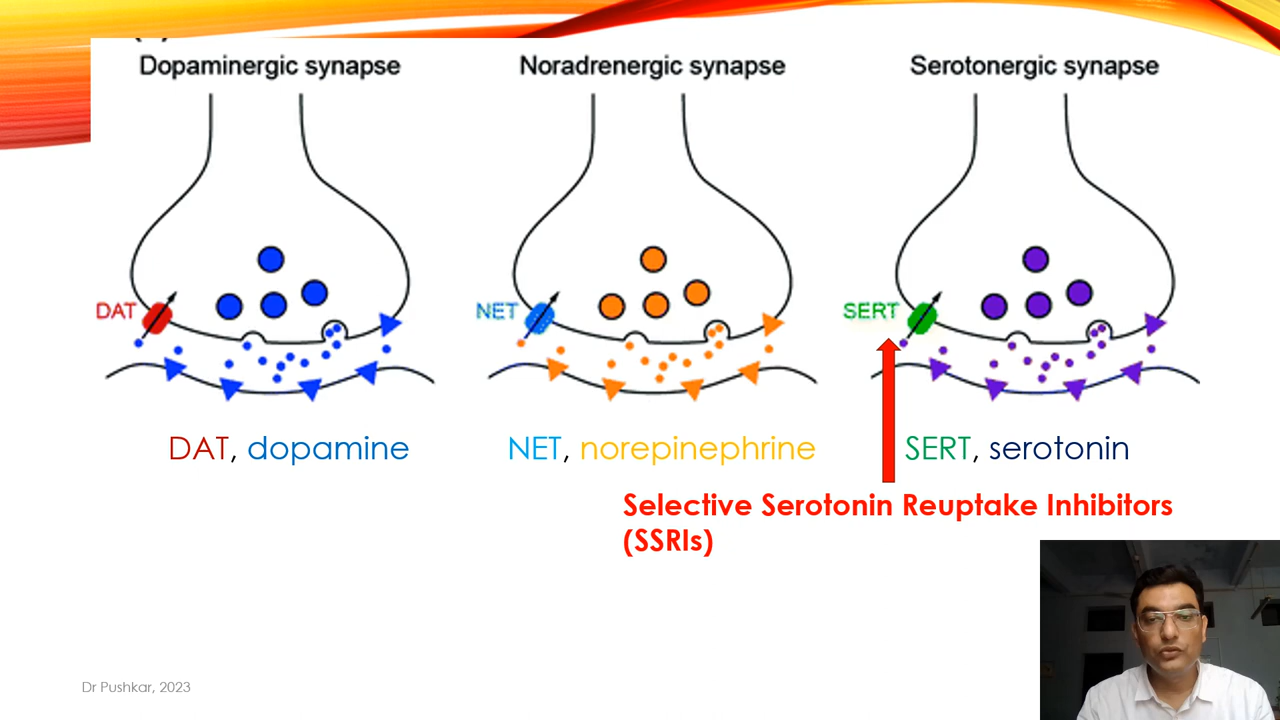 Dopaminergic synapse
Noradrenergic synapse
Serotonergic synapse
DAT
NET
SERT
DAT, dopamine
NET, norepinephrine
SERT, serotonin
Selective Serotonin Reuptake Inhibitors
(SSRIs)
Dr Pushkar, 2023